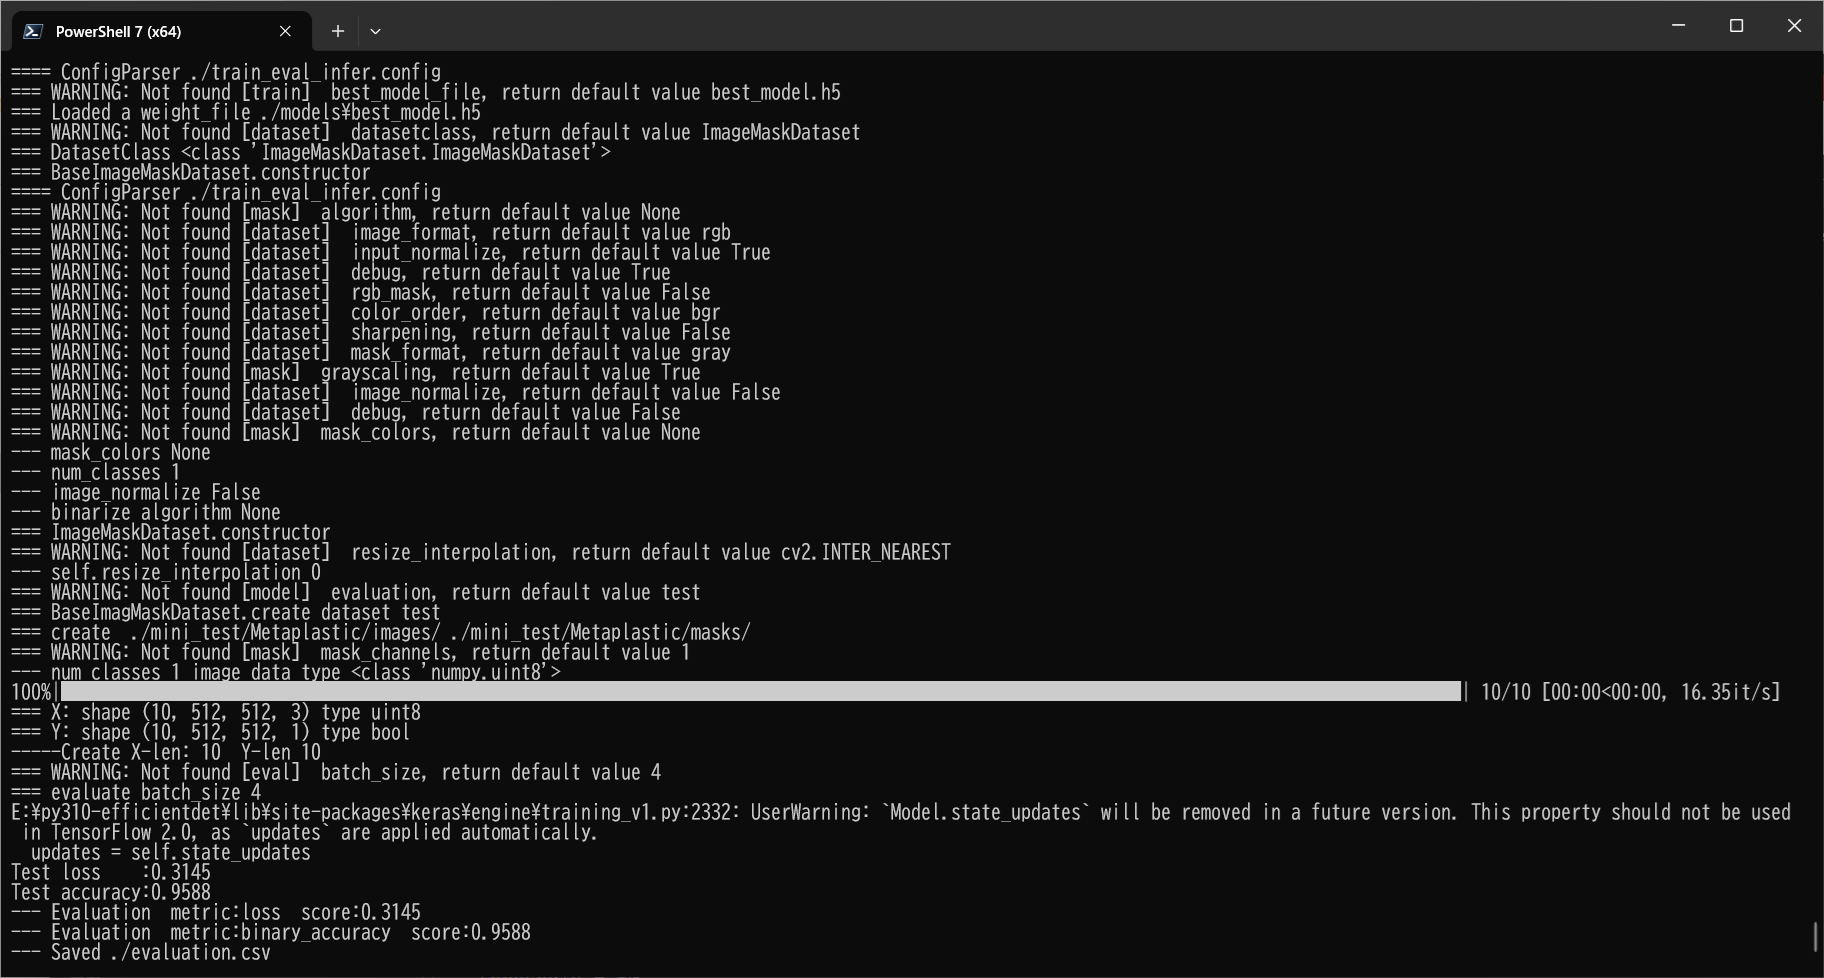 PowerShell 7 (x64)
==== ConfigParser ./train_eval_infer.config
=== WARNING: Not found [train]  best_model_file, return default value best_model.h5
=== Loaded a weight_file ./models¥best_model.h5
=== WARNING: Not found [dataset]  datasetclass, return default value ImageMaskDataset
=== DatasetClass <class 'ImageMaskDataset.ImageMaskDataset'>
=== BaseImageMaskDataset.constructor
==== ConfigParser ./train_eval_infer.config
=== WARNING: Not found [mask]  algorithm, return default value None
=== WARNING: Not found [dataset]  image_format, return default value rgb
=== WARNING: Not found [dataset]  input_normalize, return default value True
=== WARNING: Not found [dataset]  debug, return default value True
=== WARNING: Not found [dataset]  rgb_mask, return default value False
=== WARNING: Not found [dataset]  color_order, return default value bgr
=== WARNING: Not found [dataset]  sharpening, return default value False
=== WARNING: Not found [dataset]  mask_format, return default value gray
=== WARNING: Not found [mask]  grayscaling, return default value True
=== WARNING: Not found [dataset]  image_normalize, return default value False
=== WARNING: Not found [dataset]  debug, return default value False
=== WARNING: Not found [mask]  mask_colors, return default value None
--- mask_colors None
--- num_classes 1
--- image_normalize False
--- binarize algorithm None
=== ImageMaskDataset.constructor
=== WARNING: Not found [dataset]  resize_interpolation, return default value cv2.INTER_NEAREST
--- self.resize_interpolation 0
=== WARNING: Not found [model]  evaluation, return default value test
=== BaseImagMaskDataset.create dataset test
=== create  ./mini_test/Metaplastic/images/ ./mini_test/Metaplastic/masks/
=== WARNING: Not found [mask]  mask_channels, return default value 1
--- num_classes 1 image data_type <class 'numpy.uint8'>
100%| | 10/10 [00:00<00:00, 16.35it/s]
=== X: shape (10, 512, 512, 3) type uint8
=== Y: shape (10, 512, 512, 1) type bool
-----Create X-len: 10  Y-len 10
=== WARNING: Not found [eval]  batch_size, return default value 4
=== evaluate batch_size 4
E:¥py310-efficientdet¥lib¥site-packages¥keras¥engine¥training_v1.py:2332: UserWarning: `Model.state_updates` will be removed in a future version. This property should not be used
in TensorFlow 2.0, as `updates` are applied automatically.
updates = self.state_updates
Test loss    :0.3145
Test accuracy:0.9588
--- Evaluation  metric:loss  score:0.3145
--- Evaluation  metric:binary_accuracy  score:0.9588
--- Saved ./evaluation.csv